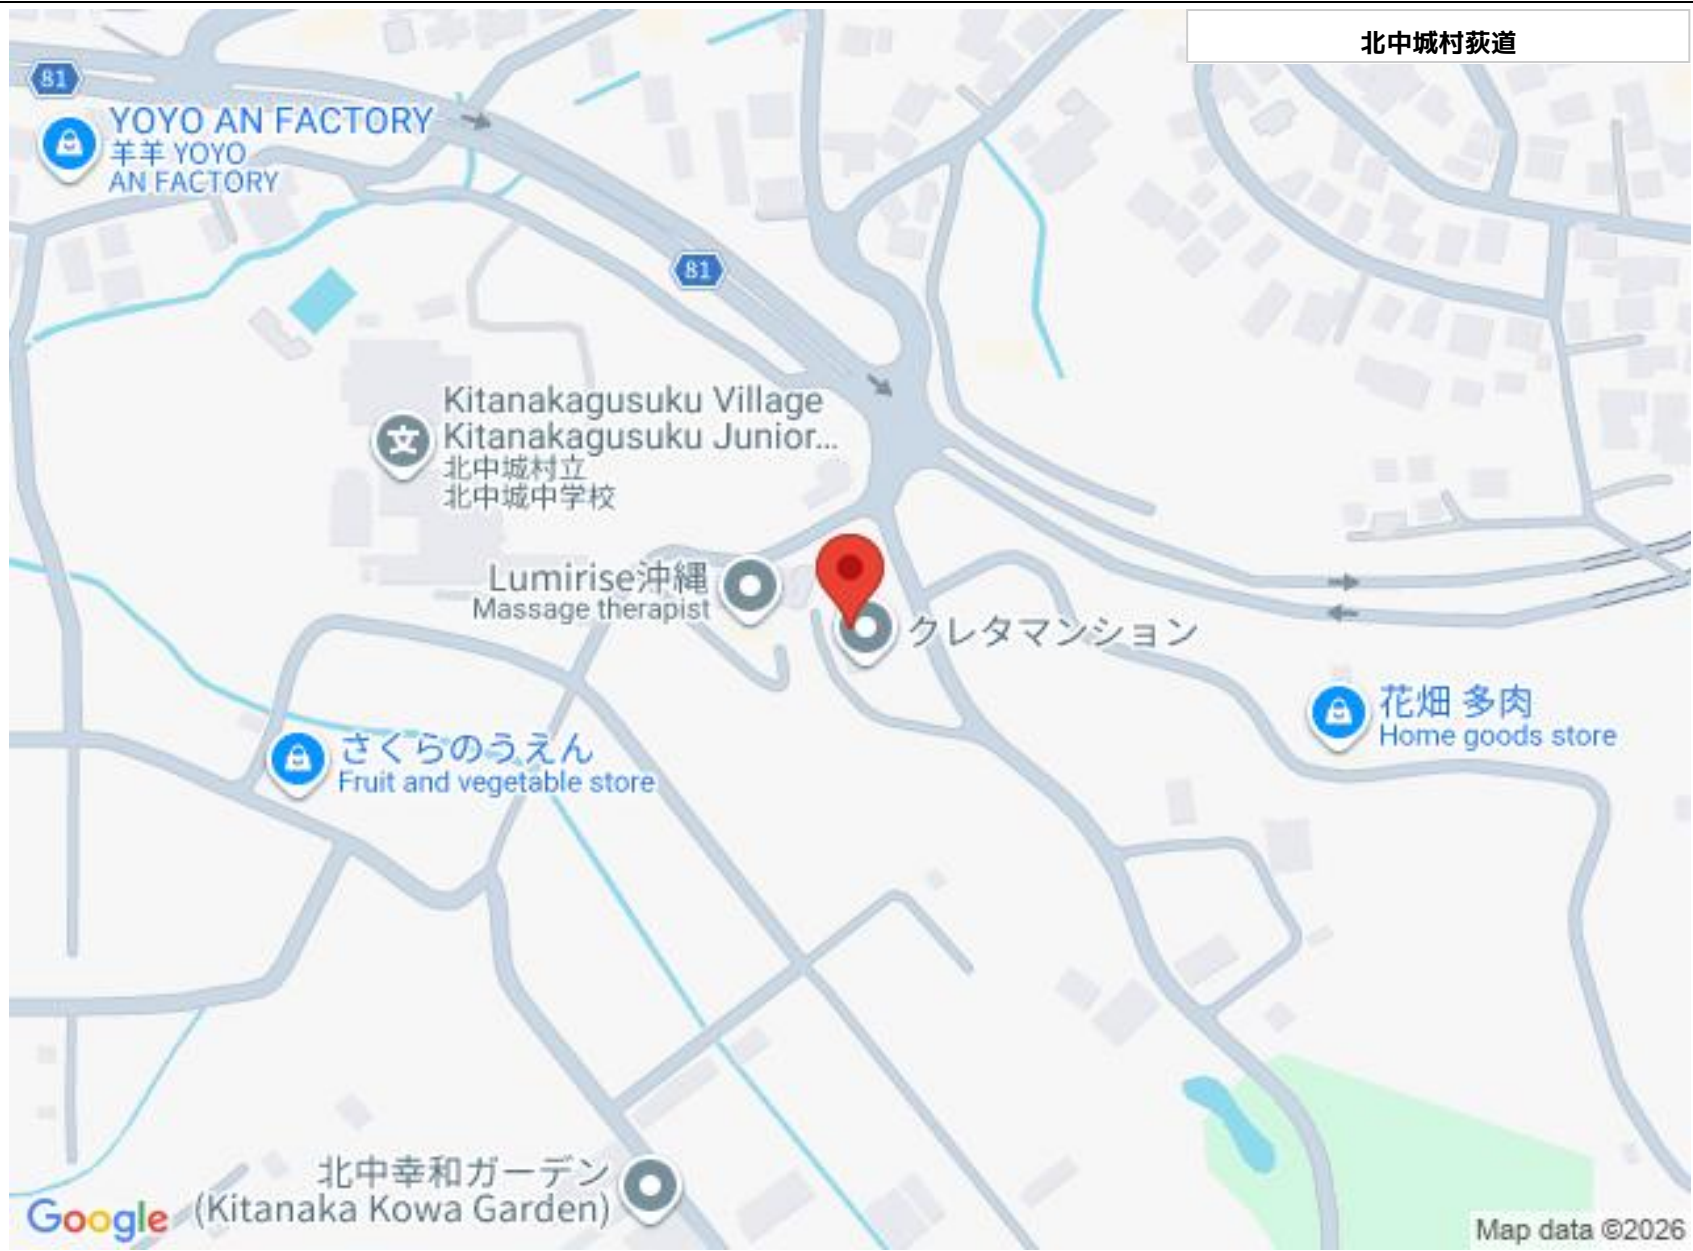 北中城村荻道
81
YOYO AN FACTORY
羊羊 YOYO
AN FACTORY
81
Kitanakagusuku Village
Kitanakagusuku Junior...
北中城村立
北中城中学校
文
Lumirise沖縄
Massage therapist
クレタマンション
花畑 多肉
Home goods store
さくらのうえん
Fruit and vegetable store
北中幸和ガーデン
(Kitanaka Kowa Garden)
Google
Map data ©2026